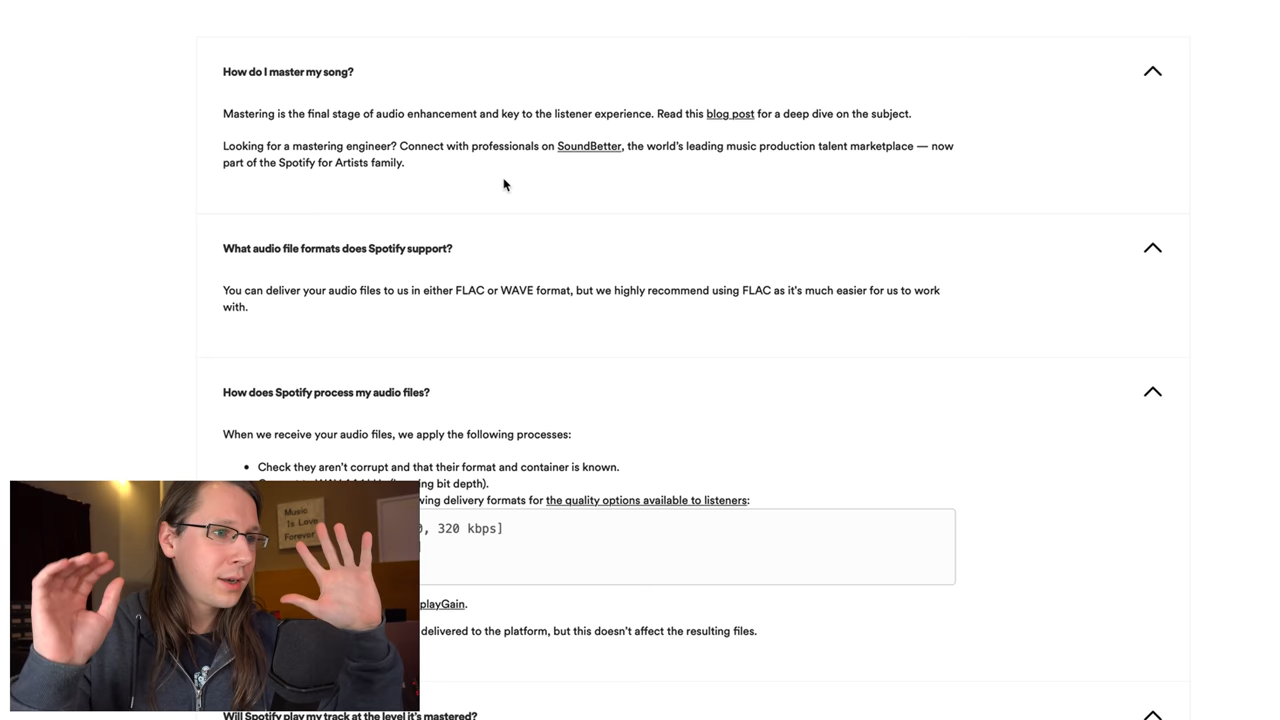 How do I master my song?
Mastering is the final stage of audio enhancement and key to the listener experience. Read this blog post for a deep dive on the subject.
Looking for a mastering engineer? Connect with professionals on SoundBetter, the world's leading music production talent marketplace — now
part of the Spotify for Artists family.
What audio file formats does Spotify support?
You can deliver your audio files to us in either FLAC or WAVE format, but we highly recommend using FLAC as it's much easier for us to work
with.
How does Spotify process my audio files?
When we receive your audio files, we apply the following processes:
• Check they aren't corrupt and that their format and container is known.
bit depth).
delivery formats for the quality options available to listeners:
320 kbps]
playGain.
delivered to the platform, but this doesn't affect the resulting files.
Music
Is Love
Forever
Will Spotify play my track at the level it's mastered?